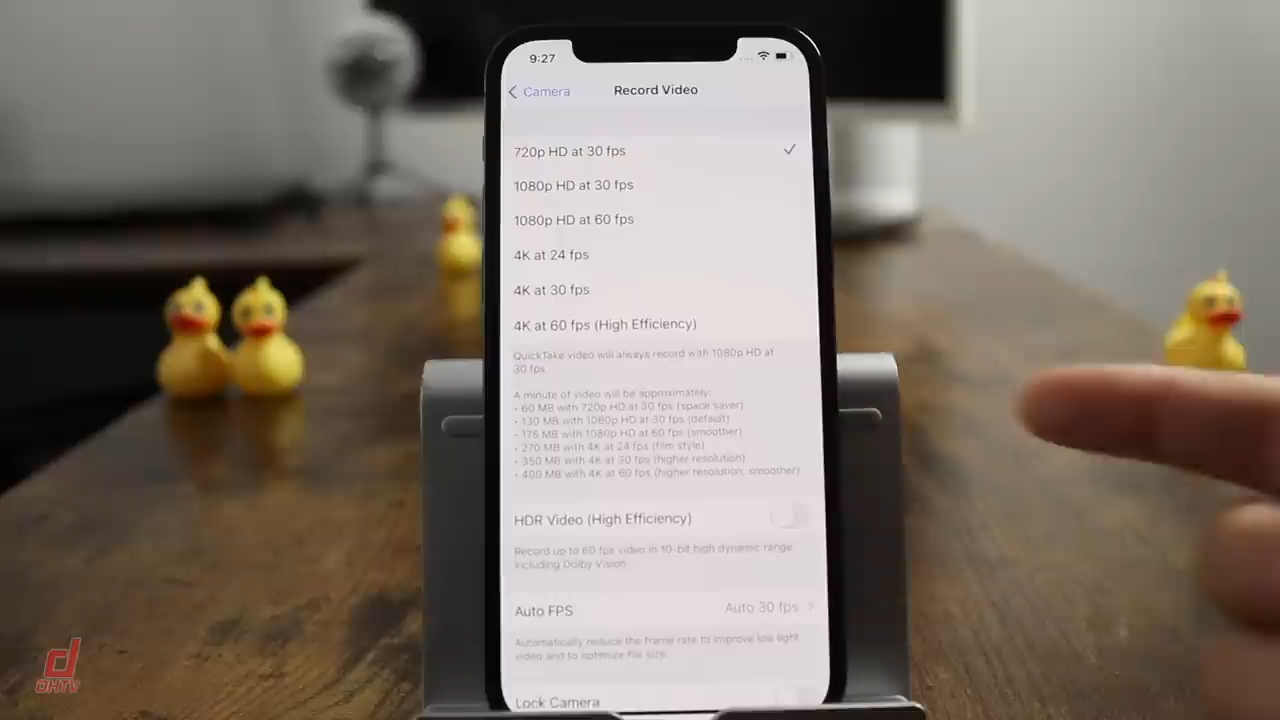 9:27
Camera
Record Video
720p HD at 30 fps
1080p HD at 30 fps
1080p HD at 60 fps
4K at 24 fps
4K at 30 fps
4K at 60 fps (High Efficiency)
QuickTake video will always record with 1080p HD at
30 fps.
A minute of video will be approximately:
• 60 MB with 720p HD at 30 fps (space saver)
• 130 MB with 1080p HD at 30 fps (default)
• 175 MB with 1080p HD at 60 fps (smoother)
• 270 MB with 4K at 24 fps (film style)
• 350 MB with 4K at 30 fps (higher resolution)
• 400 MB with 4K at 60 fps (higher resolution, smoother)
HDR Video (High Efficiency)
Record up to 60 fps video in 10-bit high dynamic range
including Dolby Vision.
Auto FPS
Auto 30 fps
Automatically reduce the frame rate to improve low light
video and to optimize file size.
Lock Camera
d
DHTV